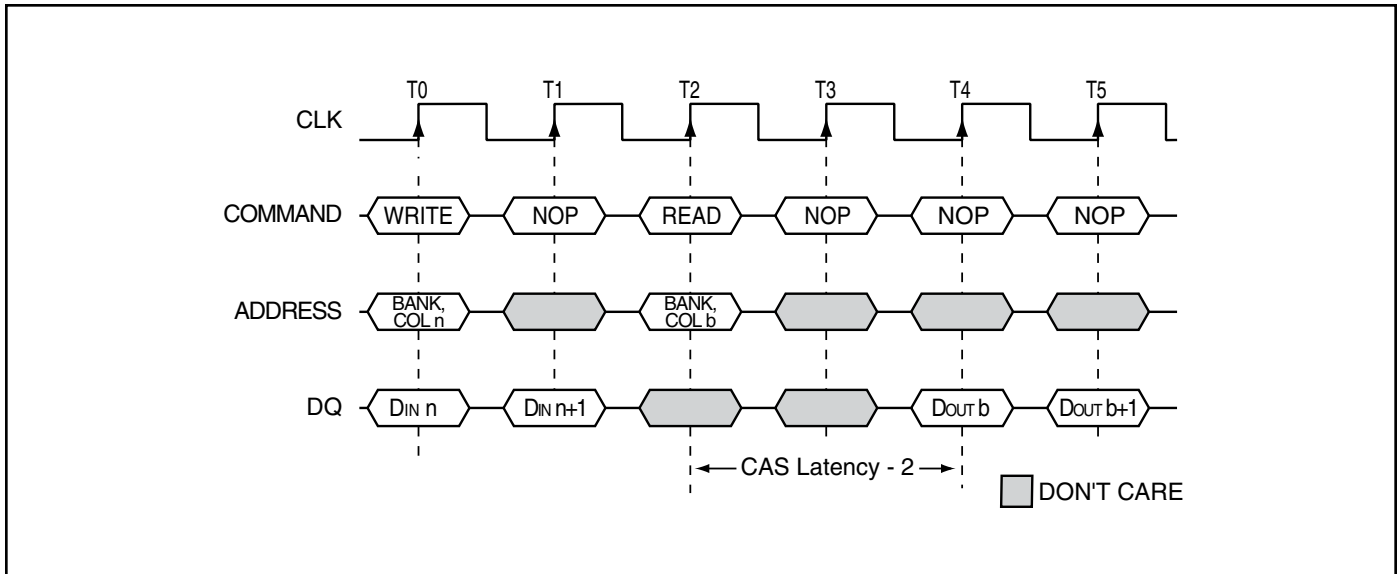 T0 T1 T2 T3 T4 T5
CLK
COMMAND WRITE NOP READ NOP NOP NOP
ADDRESS BANK, COL n BANK, COL b
DQ DIN n DIN n+1 DOUT b DOUT b+1
CAS Latency - 2
DON'T CARE